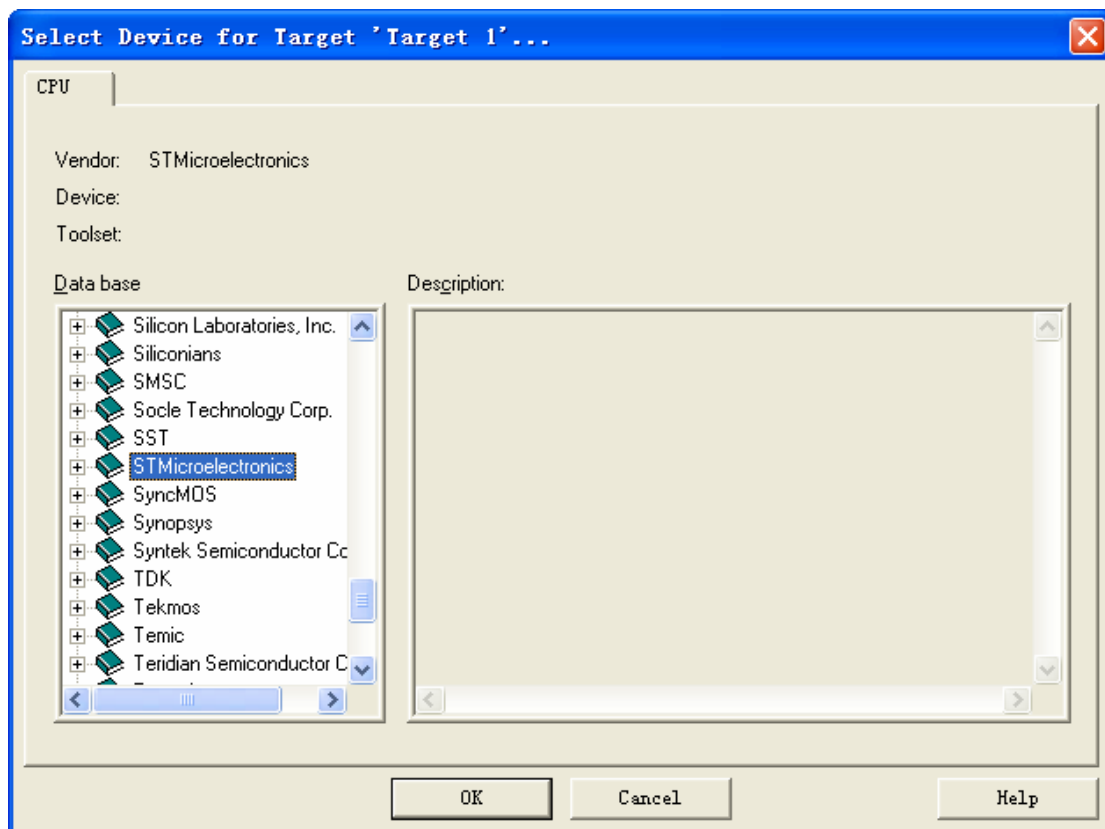 Select Device for Target 'Target 1'...
CPU
Vendor: STMicroelectronics
Device:
Toolset:
Data base
Description:
Silicon Laboratories, Inc.
Siliconians
SMSC
Socle Technology Corp.
SST
STMicroelectronics
SyncMOS
Synopsys
Syntek Semiconductor Co
TDK
Tekmos
Temic
Teridian Semiconductor C
OK
Cancel
Help